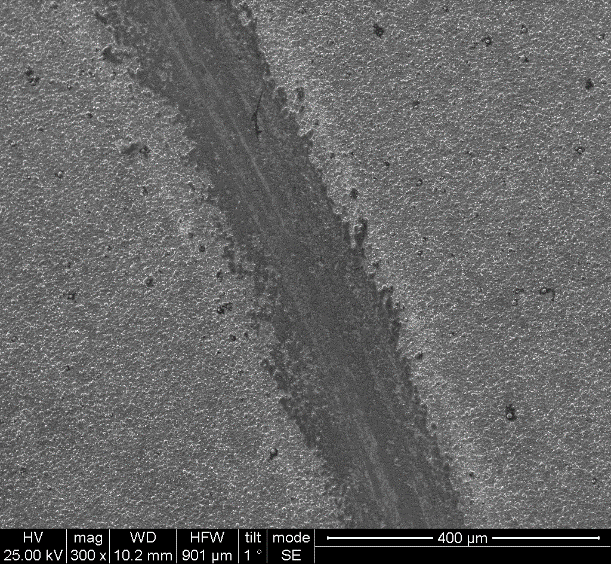 HV mag WD HFW tilt mode
400 µm
25.00 kV 300 x 10.2 mm 901 µm 1 ° SE